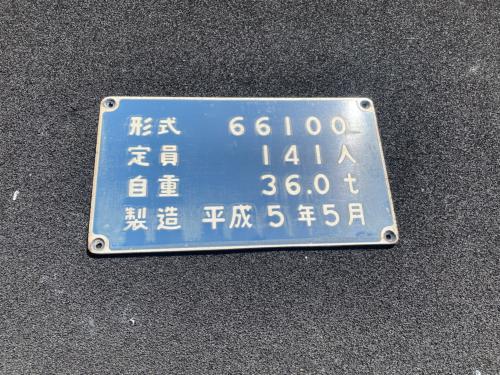 形式 66100
定員 141人
自重 36.0 t
製造 平成 5 年 5 月